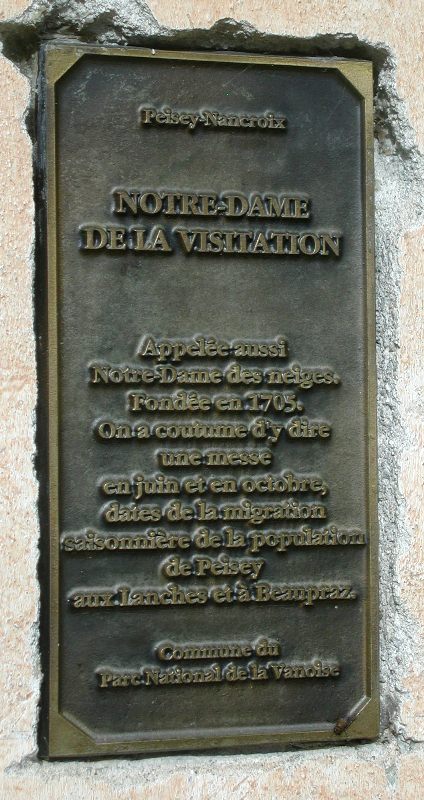 Peisey-Nancroix
NOTRE-DAME
DE LA VISITATION
Appelée aussi
Notre-Dame des neiges.
Fondée en 1705.
On a coutume d'y dire
une messe
en juin et en octobre,
dates de la migration
saisonnière de la population
de Peisey
aux Lanches et à Beaupraz.
Commune du
Parc National de la Vanoise